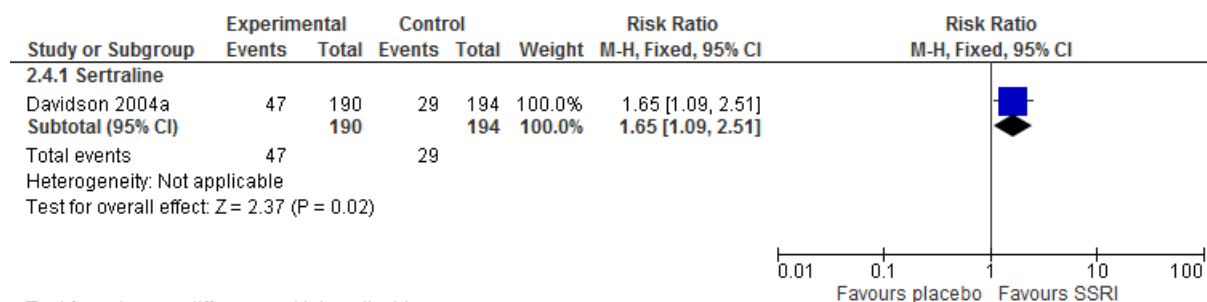 Experimental Control Risk Ratio Risk Ratio
Study or Subgroup Events Total Events Total Weight M-H, Fixed, 95% CI M-H, Fixed, 95% CI
2.4.1 Sertraline
Davidson 2004a 47 190 29 194 100.0% 1.65 [1.09, 2.51]
Subtotal (95% CI) 190 194 100.0% 1.65 [1.09, 2.51]
Total events 47 29
Heterogeneity: Not applicable
Test for overall effect: Z = 2.37 (P = 0.02)
0.01 0.1 1 10 100
Favours placebo Favours SSRI